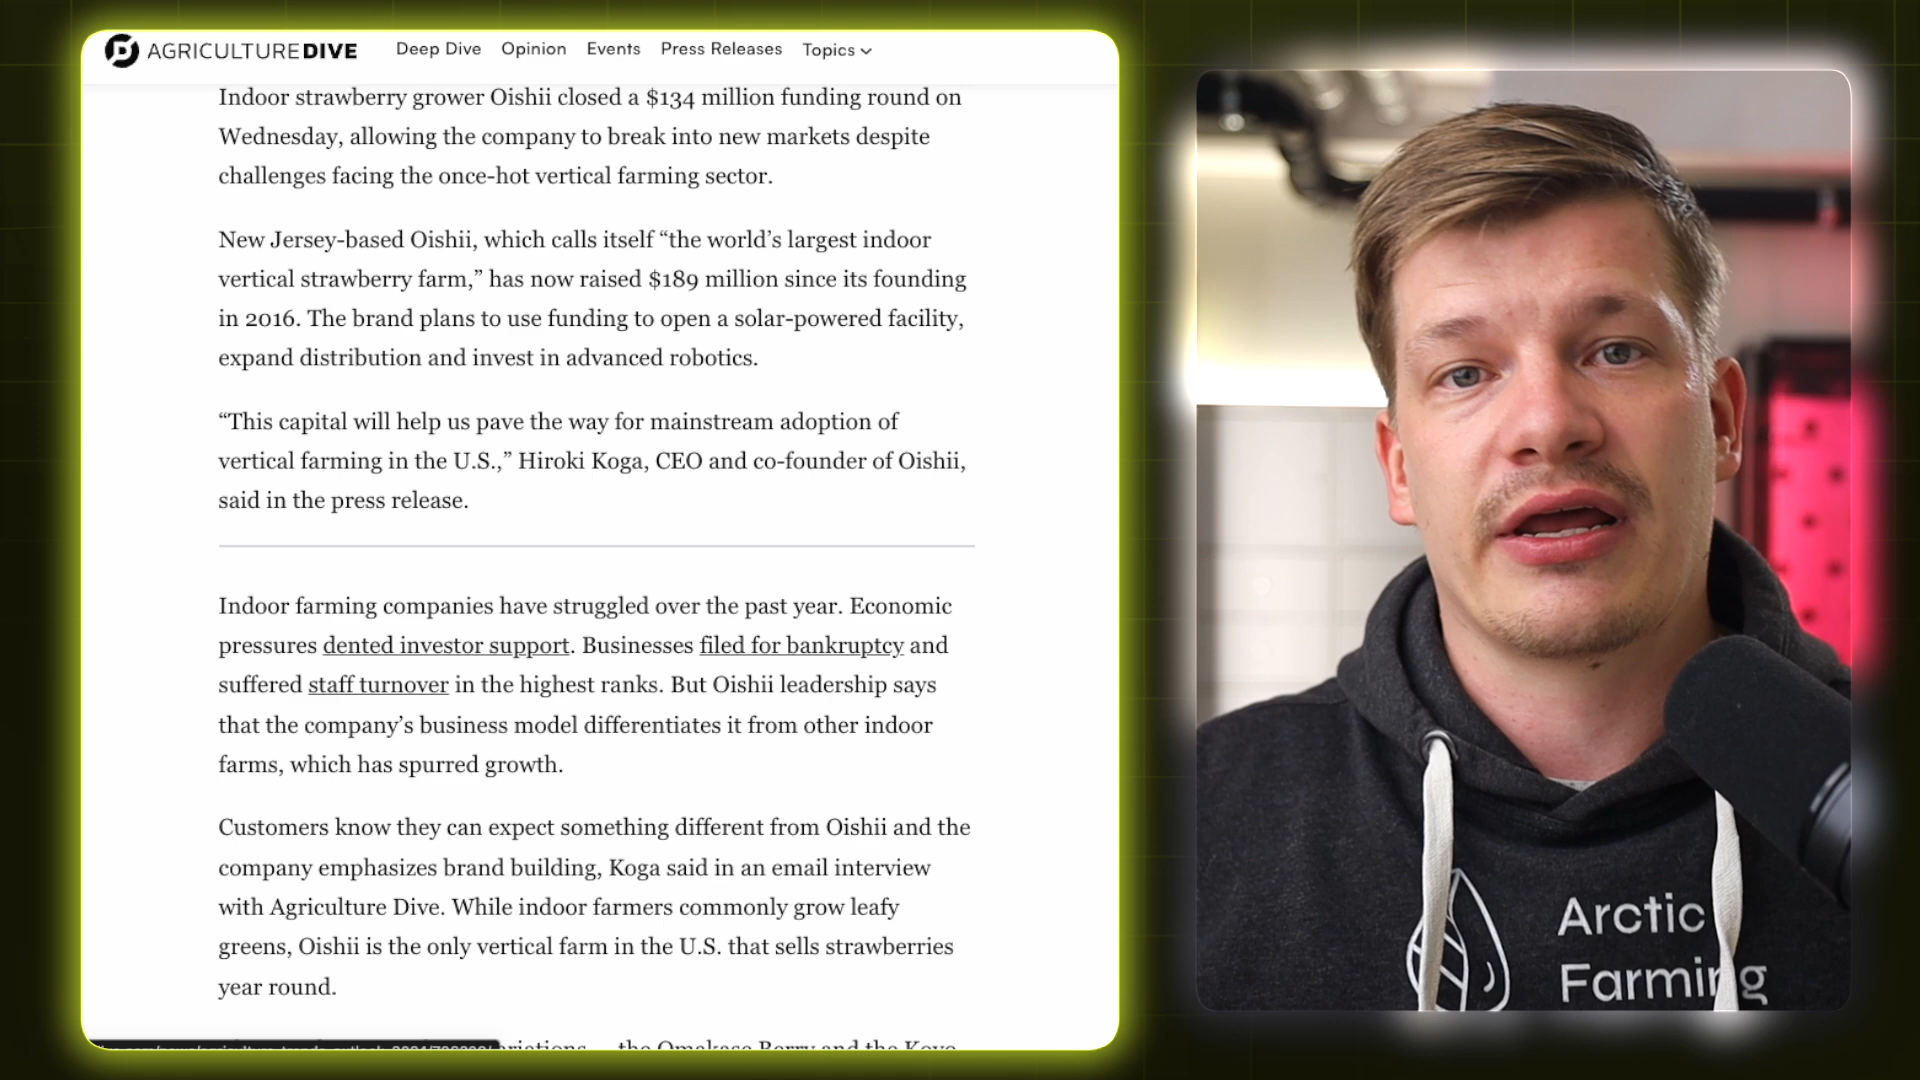 AGRICULTUREDIVE Deep Dive Opinion Events Press Releases Topics
Indoor strawberry grower Oishii closed a $134 million funding round on
Wednesday, allowing the company to break into new markets despite
challenges facing the once-hot vertical farming sector.
New Jersey-based Oishii, which calls itself “the world’s largest indoor
vertical strawberry farm,” has now raised $189 million since its founding
in 2016. The brand plans to use funding to open a solar-powered facility,
expand distribution and invest in advanced robotics.
“This capital will help us pave the way for mainstream adoption of
vertical farming in the U.S.,” Hiroki Koga, CEO and co-founder of Oishii,
said in the press release.
Indoor farming companies have struggled over the past year. Economic
pressures dented investor support. Businesses filed for bankruptcy and
suffered staff turnover in the highest ranks. But Oishii leadership says
that the company’s business model differentiates it from other indoor
farms, which has spurred growth.
Customers know they can expect something different from Oishii and the
company emphasizes brand building, Koga said in an email interview
with Agriculture Dive. While indoor farmers commonly grow leafy
greens, Oishii is the only vertical farm in the U.S. that sells strawberries
year round.
the Omakase Berry and the Koyo
Arctic
Farming